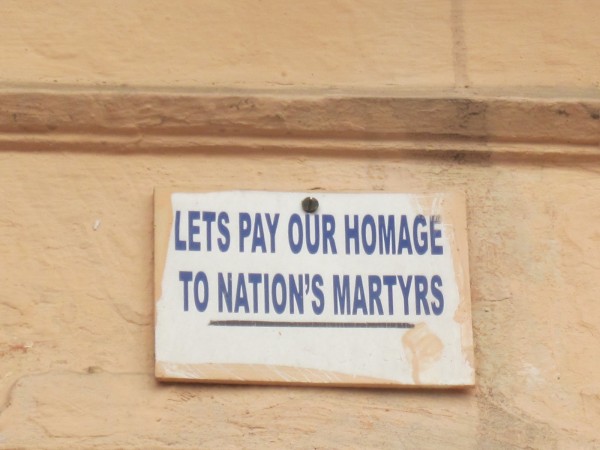 LETS PAY OUR HOMAGE
TO NATION'S MARTYRS